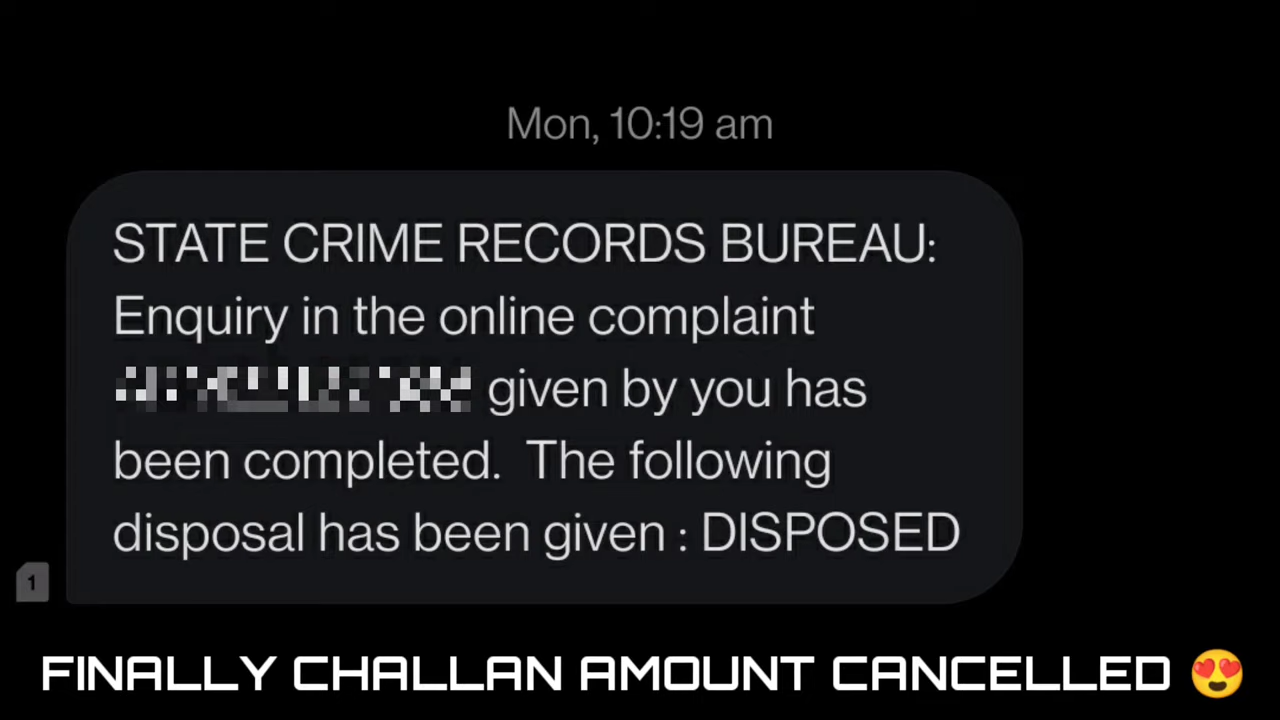 Mon, 10:19 am
STATE CRIME RECORDS BUREAU:
Enquiry in the online complaint
given by you has
been completed.  The following
disposal has been given : DISPOSED
1
FINALLY CHALLAN AMOUNT CANCELLED 😍